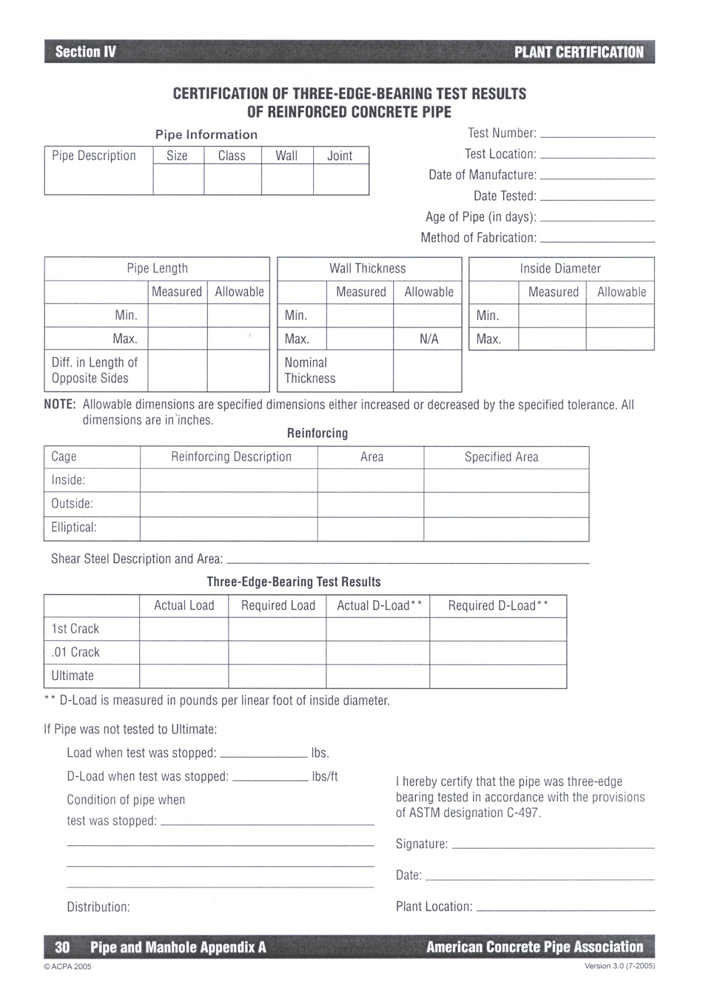 Section IV PLANT CERTIFICATION
CERTIFICATION OF THREE-EDGE-BEARING TEST RESULTS
OF REINFORCED CONCRETE PIPE
Pipe Information
Pipe Description Size Class Wall Joint
Test Number:
Test Location:
Date of Manufacture:
Date Tested:
Age of Pipe (in days):
Method of Fabrication:
Pipe Length
Measured Allowable
Min.
Max.
Diff. in Length of
Opposite Sides
Wall Thickness
Measured Allowable
Min.
Max. N/A
Nominal
Thickness
Inside Diameter
Measured Allowable
Min.
Max.
NOTE: Allowable dimensions are specified dimensions either increased or decreased by the specified tolerance. All
dimensions are in inches.
Reinforcing
Cage Reinforcing Description Area Specified Area
Inside:
Outside:
Elliptical:
Shear Steel Description and Area:
Three-Edge-Bearing Test Results
Actual Load Required Load Actual D-Load** Required D-Load**
1st Crack
.01 Crack
Ultimate
** D-Load is measured in pounds per linear foot of inside diameter.
If Pipe was not tested to Ultimate:
Load when test was stopped: lbs.
D-Load when test was stopped: lbs/ft
Condition of pipe when
test was stopped:
Distribution:
I hereby certify that the pipe was three-edge
bearing tested in accordance with the provisions
of ASTM designation C-497.
Signature:
Date:
Plant Location:
30 Pipe and Manhole Appendix A American Concrete Pipe Association
© ACPA 2005 Version 3.0 (7-2005)